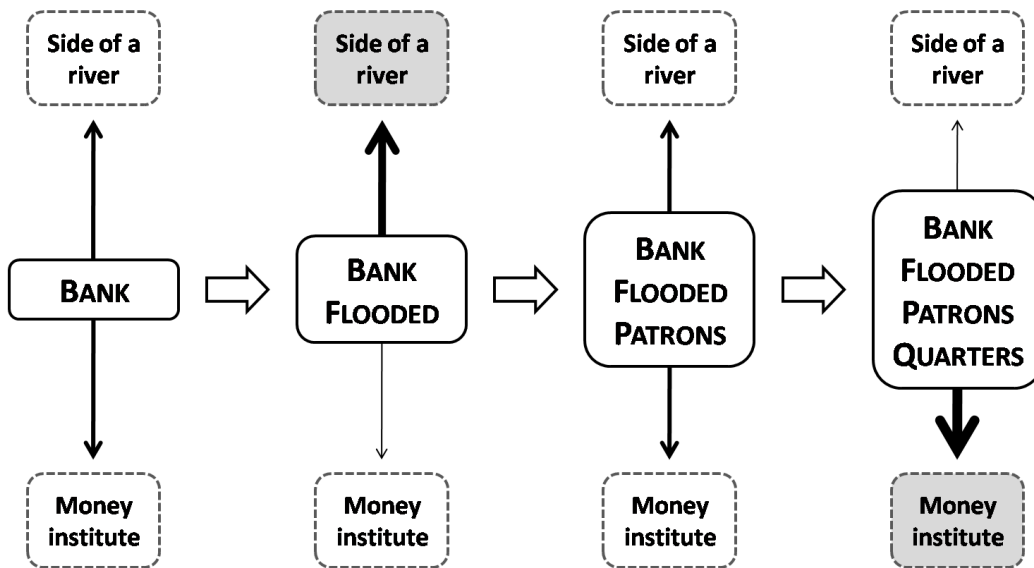 Side of a
river
Side of a
river
Side of a
river
Side of a
river
BANK
BANK
FLOODED
BANK
FLOODED
PATRONS
BANK
FLOODED
PATRONS
QUARTERS
Money
institute
Money
institute
Money
institute
Money
institute